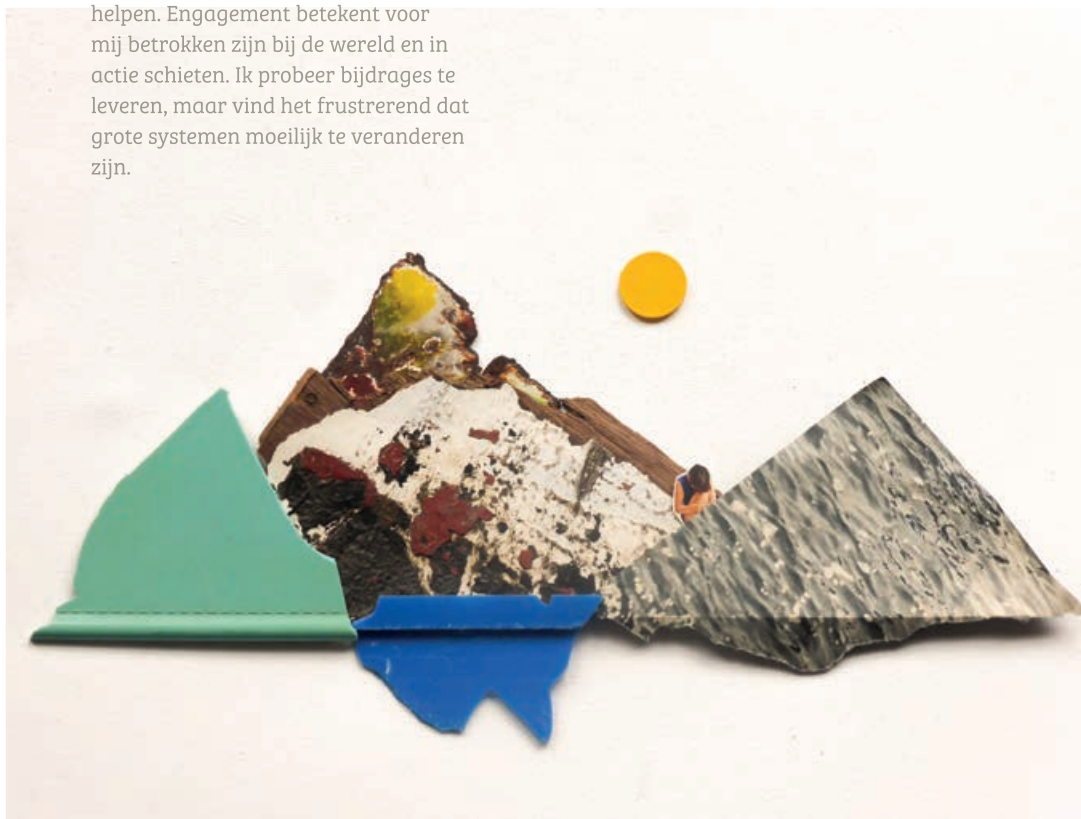 helpen. Engagement betekent voor
mij betrokken zijn bij de wereld en in
actie schieten. Ik probeer bijdrages te
leveren, maar vind het frustrerend dat
grote systemen moeilijk te veranderen
zijn.